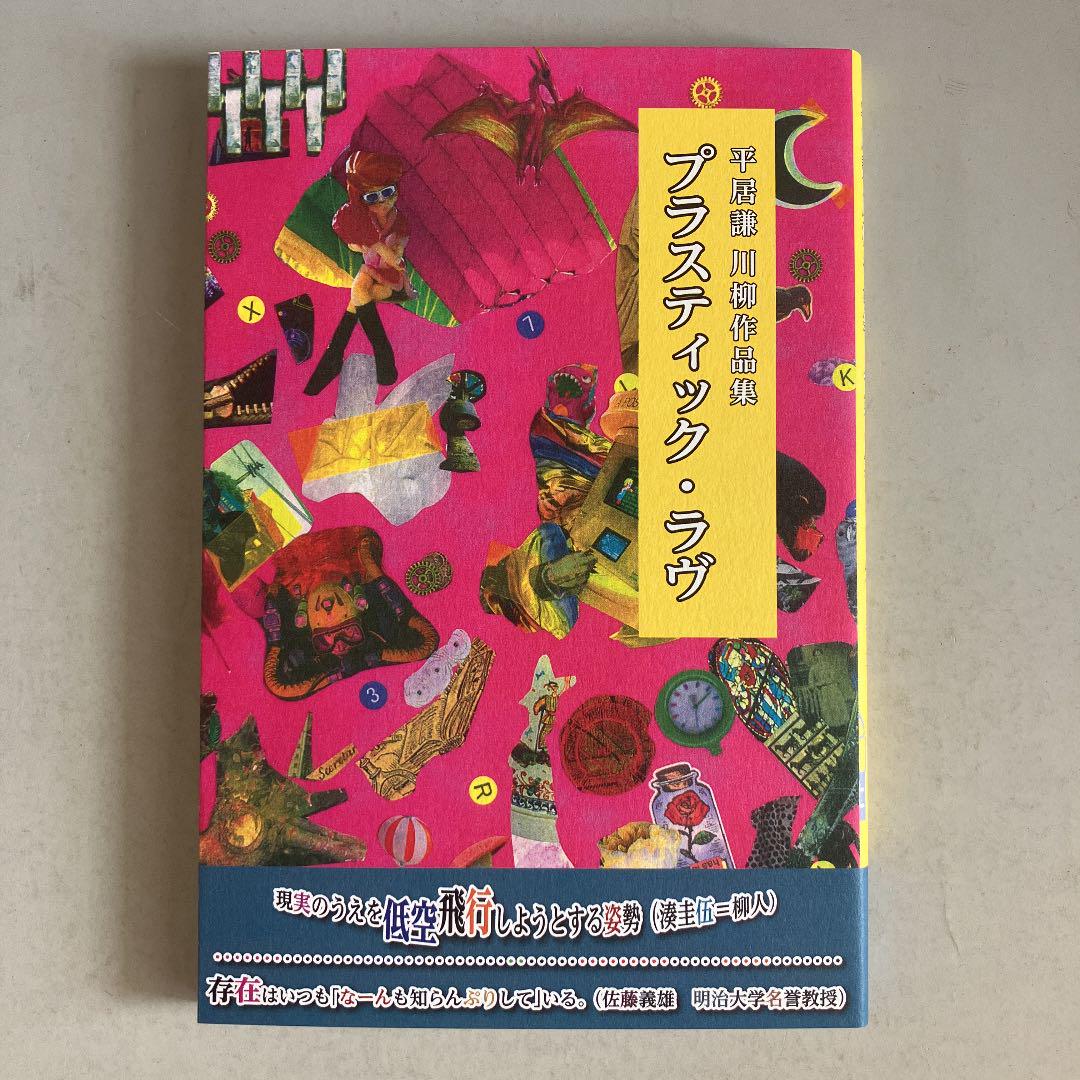 平居謙 川柳作品集
プラスティック・ラヴ
X
7
K
3
R
Secretar
現実のうえを低空飛行しようとする姿勢（湊圭伍＝柳人）
存在はいつも「なーんも知らんぷりして」いる。（佐藤義雄　明治大学名誉教授）